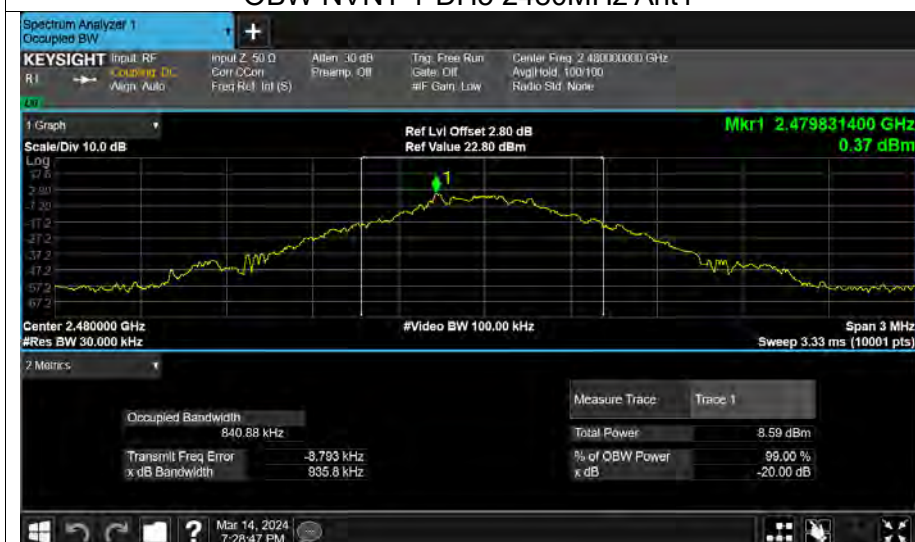 OBW NVNT 1-DH5 2480MHz Ant1
Spectrum Analyzer 1
Occupied BW
KEYSIGHT Input: RF Input Z: 50 Ω Atten: 30 dB Trig: Free Run Center Freq: 2.480000000 GHz
R L Coupling: DC Corr CCorr Preamp: Off Gate: Off Avg|Hold: 100/100
Align: Auto Freq Ref: Int (S) #IF Gain: Low Radio Std: None
1 Graph
Ref Lvl Offset 2.80 dB Mkr1 2.479831400 GHz
Scale/Div 10.0 dB Ref Value 22.80 dBm 0.37 dBm
Log
1
2.80
-7.20
-17.2
-27.2
-37.2
-47.2
-57.2
-67.2
Center 2.480000 GHz #Video BW 100.00 kHz Span 3 MHz
#Res BW 30.000 kHz Sweep 3.33 ms (10001 pts)
2 Metrics
Measure Trace Trace 1
Occupied Bandwidth
840.88 kHz Total Power 8.59 dBm
Transmit Freq Error -8.793 kHz % of OBW Power 99.00 %
x dB Bandwidth 935.8 kHz x dB -20.00 dB
Mar 14, 2024
7:28:47 PM